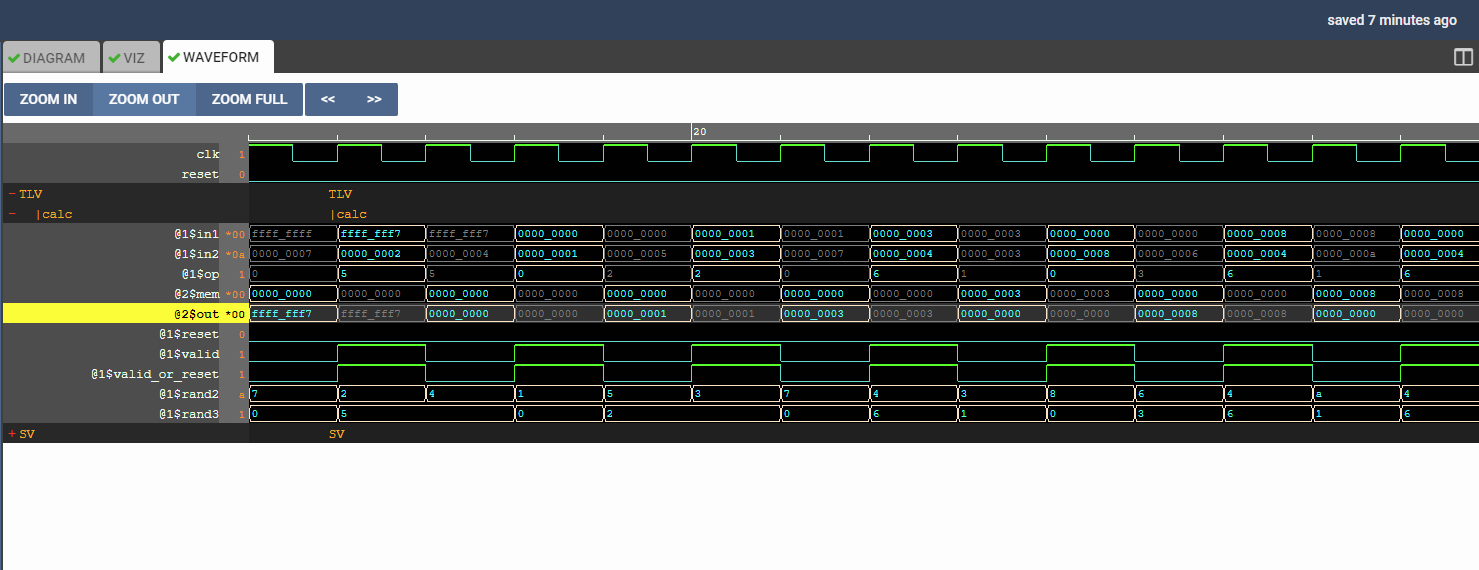 saved 7 minutes ago
DIAGRAM VIZ WAVEFORM
ZOOM IN ZOOM OUT ZOOM FULL << >>
20
clk 1
reset 0
−TLV TLV
− |calc |calc
@1$in1 *00 ffff_ffff ffff_fff7 ffff_fff7 0000_0000 0000_0000 0000_0001 0000_0001 0000_0003 0000_0003 0000_0000 0000_0008 0000_0008 0000_0008 0000_0000
@1$in2 *0a 0000_0007 0000_0002 0000_0004 0000_0001 0000_0005 0000_0003 0000_0007 0000_0004 0000_0003 0000_0008 0000_0006 0000_0004 0000_000a 0000_0004
@1$op 1 0 5 5 0 2 2 0 6 1 0 3 6 1 6
@2$mem *00 0000_0000 0000_0000 0000_0000 0000_0000 0000_0000 0000_0000 0000_0000 0000_0000 0000_0003 0000_0003 0000_0000 0000_0000 0000_0008 0000_0008
@2$out *00 ffff_fff7 ffff_fff7 0000_0000 0000_0000 0000_0001 0000_0001 0000_0003 0000_0003 0000_0000 0000_0000 0000_0008 0000_0008 0000_0000 0000_0000
@1$reset 0
@1$valid 1
@1$valid_or_reset 1
@1$rand2 a 7 2 4 1 5 3 7 4 3 8 6 4 a 4
@1$rand3 1 0 5 0 2 0 6 1 0 3 6 1 6
+SV SV